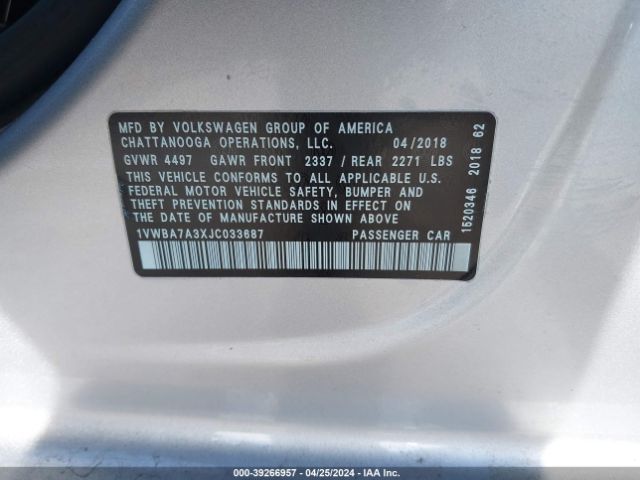 MFD BY VOLKSWAGEN GROUP OF AMERICA
CHATTANOOGA OPERATIONS, LLC. 04/2018
GVWR 4497 GAWR FRONT 2337 / REAR 2271 LBS
THIS VEHICLE CONFORMS TO ALL APPLICABLE U.S.
FEDERAL MOTOR VEHICLE SAFETY, BUMPER AND
THEFT PREVENTION STANDARDS IN EFFECT ON
THE DATE OF MANUFACTURE SHOWN ABOVE
1VWBA7A3XJC033687 PASSENGER CAR
1520346 2018 62
000-39266957 - 04/25/2024 - IAA Inc.